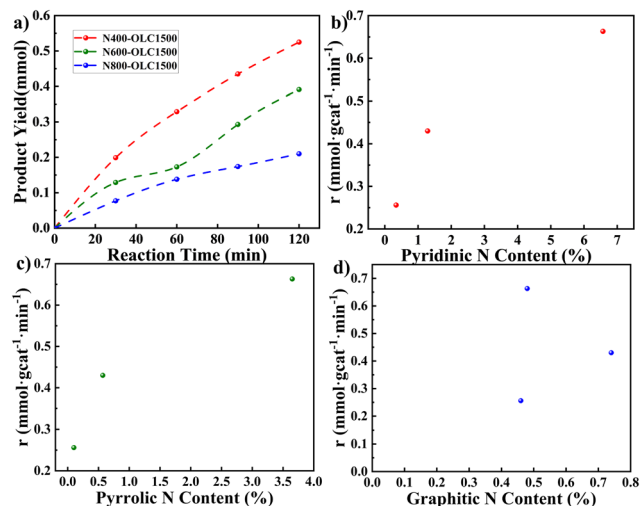 a)
N400-OLC1500
N600-OLC1500
N800-OLC1500
Product Yield(mmol)
0.6
0.5
0.4
0.3
0.2
0.1
0.0
0 20 40 60 80 100 120
Reaction Time (min)
b)
r (mmol·gcat⁻¹·min⁻¹)
0.7
0.6
0.5
0.4
0.3
0.2
0 1 2 3 4 5 6 7
Pyridinic N Content (%)
c)
r (mmol·gcat⁻¹·min⁻¹)
0.7
0.6
0.5
0.4
0.3
0.2
0.0 0.5 1.0 1.5 2.0 2.5 3.0 3.5 4.0
Pyrrolic N Content (%)
d)
r (mmol·gcat⁻¹·min⁻¹)
0.7
0.6
0.5
0.4
0.3
0.2
0.1
0.0
0.0 0.1 0.2 0.3 0.4 0.5 0.6 0.7 0.8
Graphitic N Content (%)